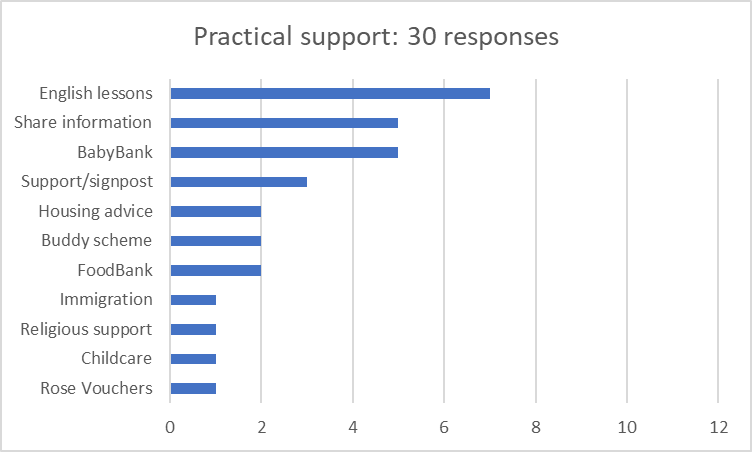 Practical support: 30 responses
English lessons
Share information
BabyBank
Support/signpost
Housing advice
Buddy scheme
FoodBank
Immigration
Religious support
Childcare
Rose Vouchers
0 2 4 6 8 10 12